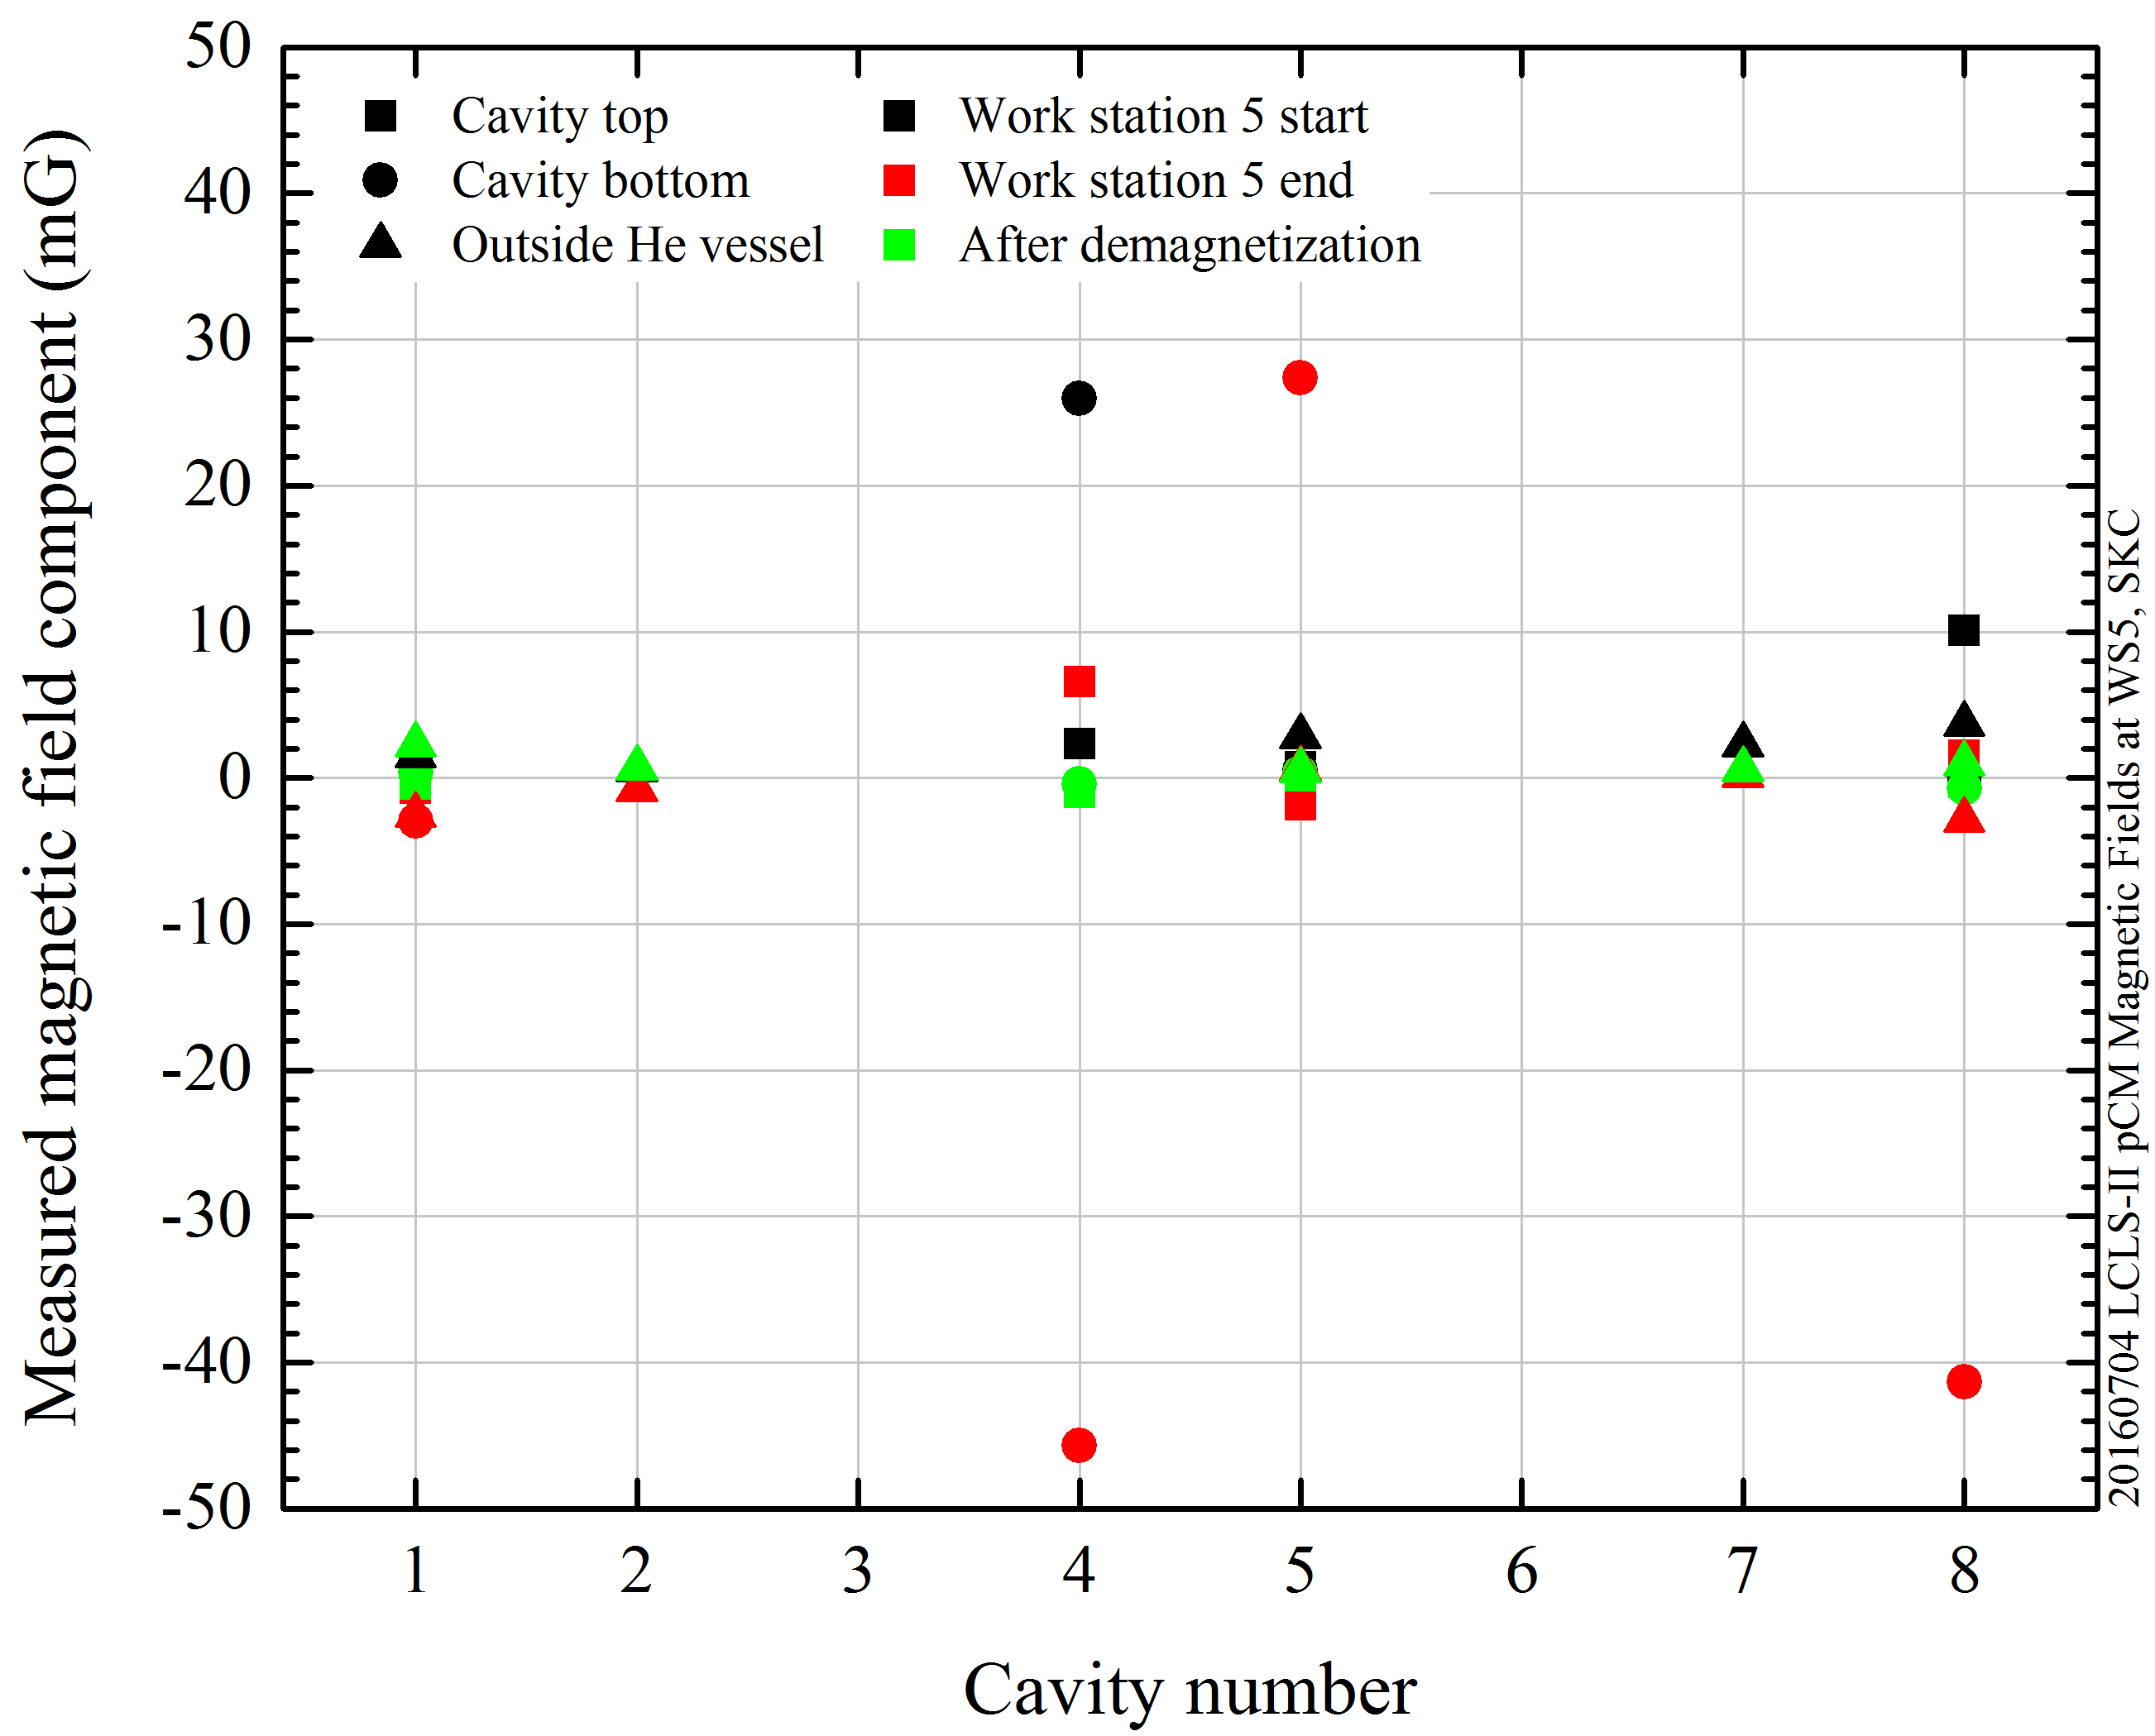 50
40
30
20
10
0
-10
-20
-30
-40
-50
Measured magnetic field component (mG)
Cavity top
Cavity bottom
Outside He vessel
Work station 5 start
Work station 5 end
After demagnetization
1 2 3 4 5 6 7 8
Cavity number
20160704 LCLS-II pCM Magnetic Fields at WS5, SKC